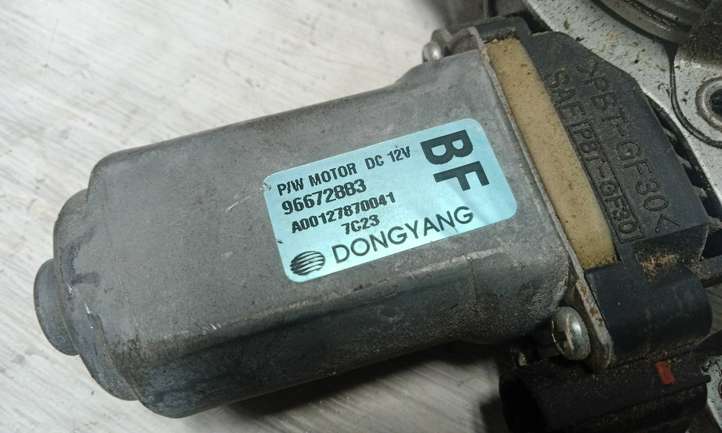 P/W MOTOR DC 12V
96672883
A00127870041
7C23
DONGYANG
BF
>PBT-GF30<
SAE!PBT-GF30